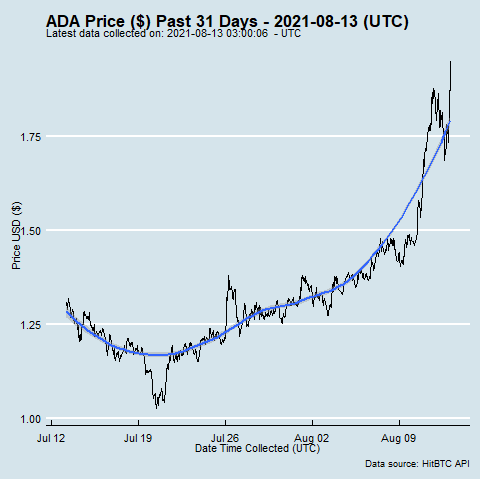 ADA Price ($) Past 31 Days - 2021-08-13 (UTC)
Latest data collected on: 2021-08-13 03:00:06  - UTC
Price USD ($)
1.75
1.50
1.25
1.00
Jul 12
Jul 19
Jul 26
Aug 02
Aug 09
Date Time Collected (UTC)
Data source: HitBTC API